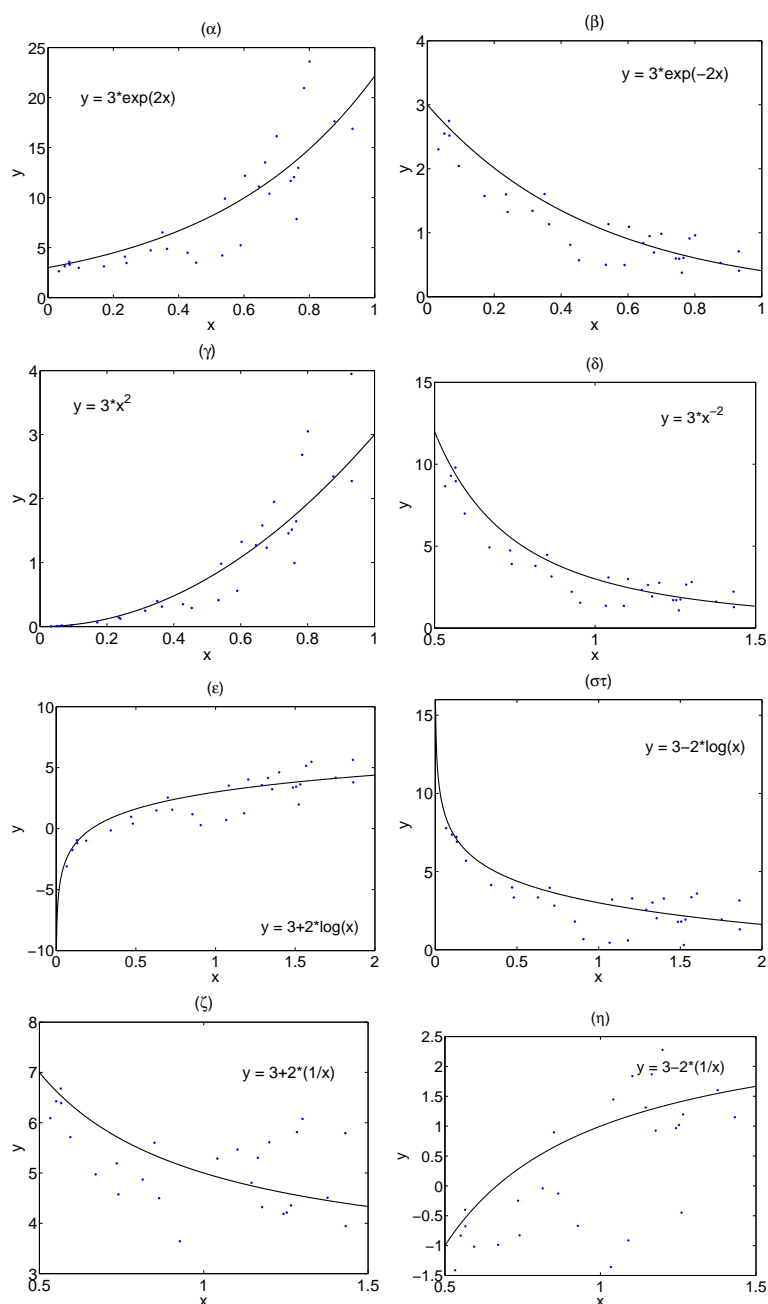 (α)
25
20
15
10
5
0
y
y = 3*exp(2x)
0
0.2
0.4
0.6
0.8
1
x
(β)
4
3
2
1
0
y
y = 3*exp(−2x)
0
0.2
0.4
0.6
0.8
1
x
(γ)
4
3
2
1
0
y
y = 3*x²
0
0.2
0.4
0.6
0.8
1
x
(δ)
15
10
5
0
y
y = 3*x⁻²
0.5
1
1.5
x
(ε)
10
5
0
−5
−10
y
y = 3+2*log(x)
0
0.5
1
1.5
2
x
(στ)
15
10
5
0
y
y = 3−2*log(x)
0
0.5
1
1.5
2
x
(ζ)
8
7
6
5
4
3
y
y = 3+2*(1/x)
0.5
1
1.5
x
(η)
2.5
2
1.5
1
0.5
0
−0.5
−1
−1.5
y
y = 3−2*(1/x)
0.5
1
1.5
x